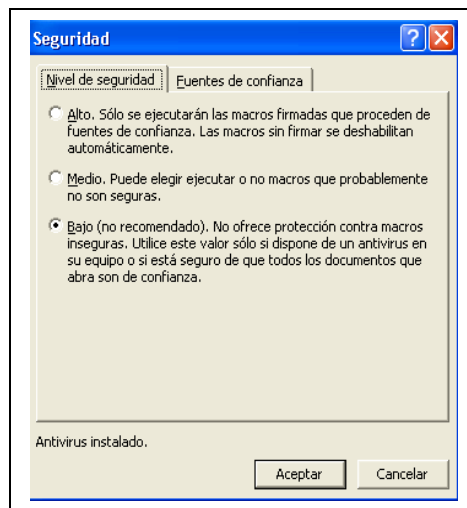 Seguridad
Nivel de seguridad
Fuentes de confianza
Alto. Sólo se ejecutarán las macros firmadas que proceden de
fuentes de confianza. Las macros sin firmar se deshabilitan
automáticamente.
Medio. Puede elegir ejecutar o no macros que probablemente
no son seguras.
Bajo (no recomendado). No ofrece protección contra macros
inseguras. Utilice este valor sólo si dispone de un antivirus en
su equipo o si está seguro de que todos los documentos que
abra son de confianza.
Antivirus instalado.
Aceptar
Cancelar